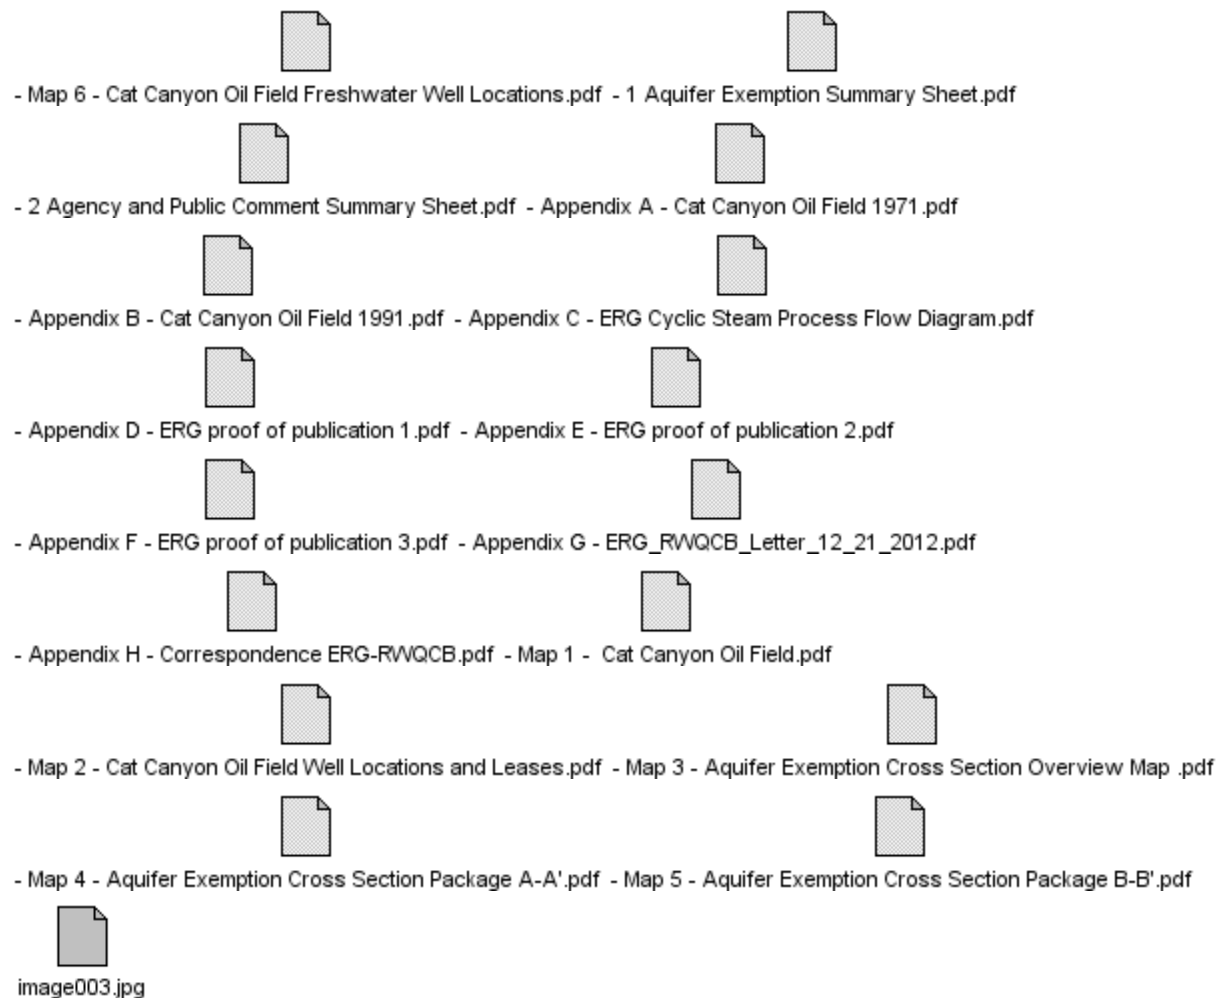 - Map 6 - Cat Canyon Oil Field Freshwater Well Locations.pdf - 1 Aquifer Exemption Summary Sheet.pdf
- 2 Agency and Public Comment Summary Sheet.pdf - Appendix A - Cat Canyon Oil Field 1971.pdf
- Appendix B - Cat Canyon Oil Field 1991.pdf - Appendix C - ERG Cyclic Steam Process Flow Diagram.pdf
- Appendix D - ERG proof of publication 1.pdf - Appendix E - ERG proof of publication 2.pdf
- Appendix F - ERG proof of publication 3.pdf - Appendix G - ERG_RWQCB_Letter_12_21_2012.pdf
- Appendix H - Correspondence ERG-RWQCB.pdf - Map 1 -  Cat Canyon Oil Field.pdf
- Map 2 - Cat Canyon Oil Field Well Locations and Leases.pdf - Map 3 - Aquifer Exemption Cross Section Overview Map .pdf
- Map 4 - Aquifer Exemption Cross Section Package A-A'.pdf - Map 5 - Aquifer Exemption Cross Section Package B-B'.pdf
image003.jpg